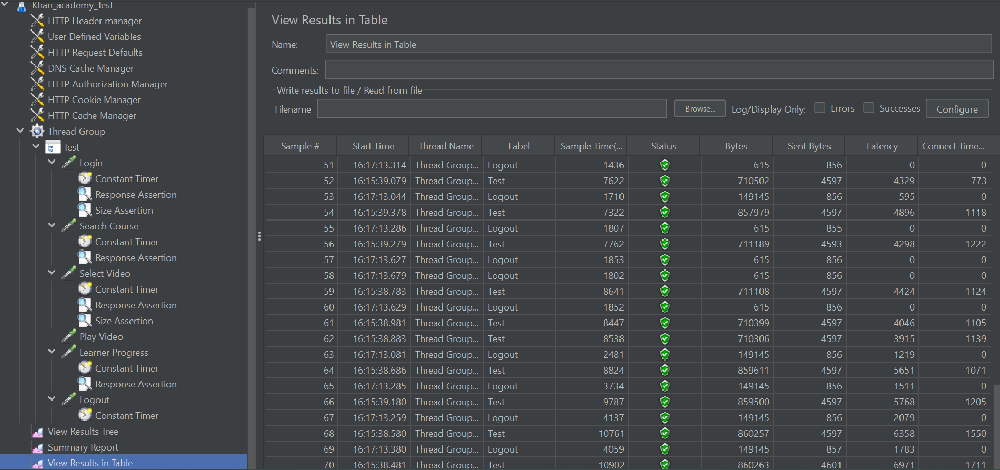 Khan_academy_Test
HTTP Header manager
User Defined Variables
HTTP Request Defaults
DNS Cache Manager
HTTP Authorization Manager
HTTP Cookie Manager
HTTP Cache Manager
Thread Group
Test
Login
Constant Timer
Response Assertion
Size Assertion
Search Course
Constant Timer
Response Assertion
Select Video
Constant Timer
Response Assertion
Size Assertion
Play Video
Learner Progress
Constant Timer
Response Assertion
Logout
Constant Timer
View Results Tree
Summary Report
View Results in Table
View Results in Table
Name: View Results in Table
Comments:
Write results to file / Read from file
Filename Browse... Log/Display Only: Errors Successes Configure
Sample # Start Time Thread Name Label Sample Time(... Status Bytes Sent Bytes Latency Connect Time...
51 16:17:13.314 Thread Group... Logout 1436 615 856 0 0
52 16:15:39.079 Thread Group... Test 7622 710502 4597 4329 773
53 16:17:13.044 Thread Group... Logout 1710 149145 856 595 0
54 16:15:39.378 Thread Group... Test 7322 857979 4597 4896 1118
55 16:17:13.286 Thread Group... Logout 1807 615 855 0 0
56 16:15:39.279 Thread Group... Test 7762 711189 4593 4298 1222
57 16:17:13.627 Thread Group... Logout 1853 615 856 0 0
58 16:17:13.679 Thread Group... Logout 1802 615 856 0 0
59 16:15:38.783 Thread Group... Test 8641 711108 4597 4424 1124
60 16:17:13.629 Thread Group... Logout 1852 615 856 0 0
61 16:15:38.981 Thread Group... Test 8447 710399 4597 4046 1105
62 16:15:38.883 Thread Group... Test 8538 710306 4597 3915 1139
63 16:17:13.081 Thread Group... Logout 2481 149145 856 1219 0
64 16:15:38.686 Thread Group... Test 8824 859611 4597 5651 1071
65 16:17:13.285 Thread Group... Logout 3734 149145 856 1511 0
66 16:15:39.180 Thread Group... Test 9787 859500 4597 5768 1205
67 16:17:13.259 Thread Group... Logout 4137 149145 856 2079 0
68 16:15:38.580 Thread Group... Test 10761 860257 4597 6358 1550
69 16:17:13.380 Thread Group... Logout 4059 149145 857 1783 0
70 16:15:38.481 Thread Group... Test 10902 860263 4601 6971 1711